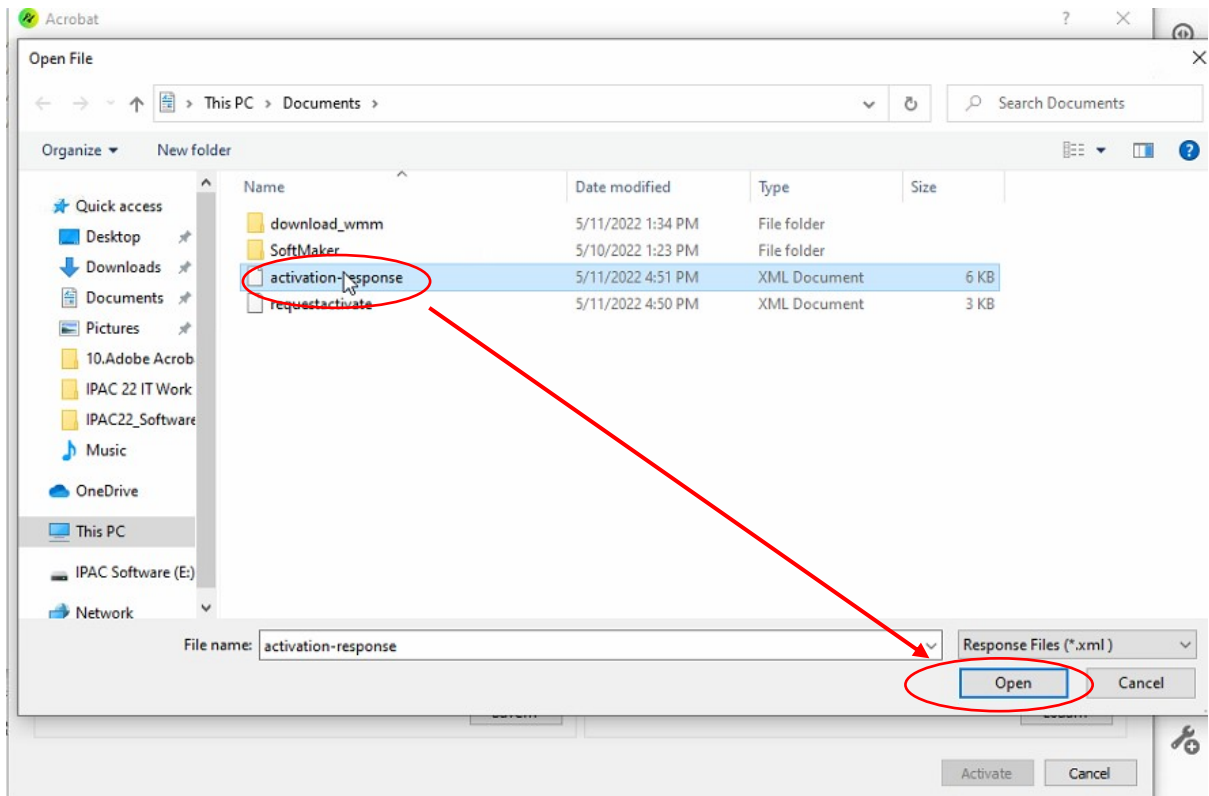 Acrobat ?
Open File
This PC > Documents >
Search Documents
Organize New folder
Name Date modified Type Size
Quick access
Desktop
Downloads
Documents
Pictures
10.Adobe Acrob
IPAC 22 IT Work
IPAC22_Software
Music
OneDrive
This PC
IPAC Software (E:)
Network
download_wmm 5/11/2022 1:34 PM File folder
SoftMaker 5/10/2022 1:23 PM File folder
activation-response 5/11/2022 4:51 PM XML Document 6 KB
requestactivate 5/11/2022 4:50 PM XML Document 3 KB
File name: activation-response Response Files (*.xml )
Open Cancel
Activate Cancel